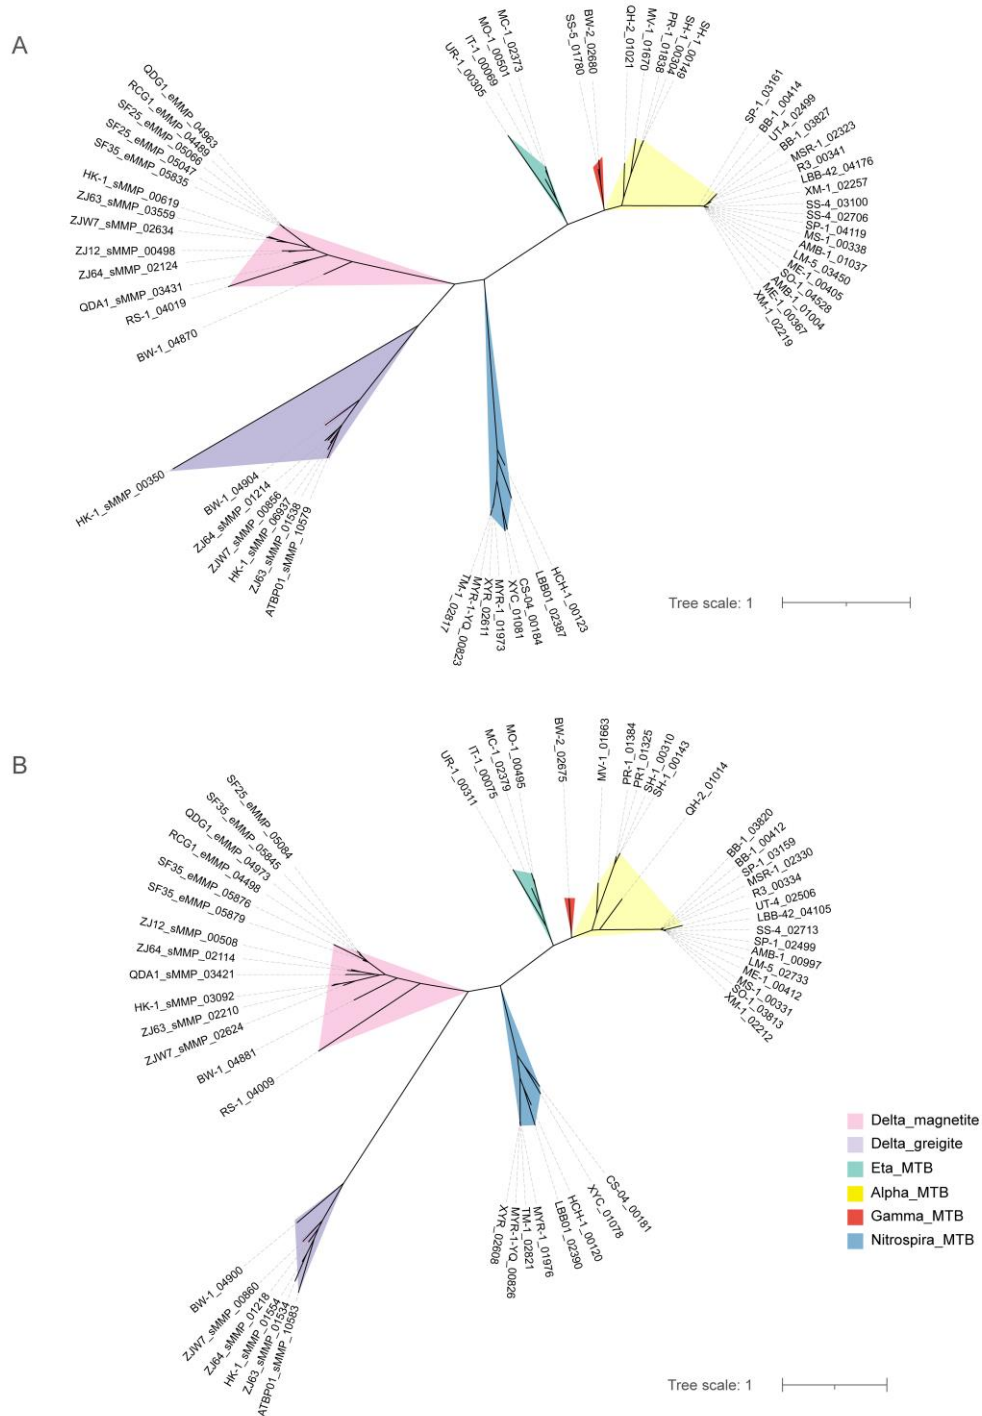 A
QDG1_eMMP_04963
RCG1_eMMP_04489
SF25_eMMP_05066
SF25_eMMP_05047
SF35_eMMP_05835
HK-1_sMMP_00619
ZJ63_sMMP_03559
ZJW7_sMMP_02634
ZJ12_sMMP_00498
ZJ64_sMMP_02124
QDA1_sMMP_03431
RS-1_04019
BW-1_04870
HK-1_sMMP_00350
BW-1_04904
ZJ64_sMMP_01214
ZJW7_sMMP_00856
HK-1_sMMP_06937
ZJ63_sMMP_01538
ATBP01_sMMP_10579
TM-1_02817
MYR-1-YQ_00823
XYR_02611
MYR-1_01973
XYC_01081
CS-04_00184
LBB01_02387
HCH-1_00123
UR-1_00305
IT-1_00069
MO-1_00501
MC-1_02373
SS-5_01780
BW-2_02680
QH-2_01021
MV-1_01670
PR-1_01838
SH-1_00304
SH-1_00149
SP-1_03161
BB-1_00414
UT-4_02499
BB-1_03827
MSR-1_02323
R3_00341
LBB-42_04176
XM-1_02257
SS-4_03100
SS-4_02706
SP-1_04119
MS-1_00338
AMB-1_01037
LM-5_03450
ME-1_00405
SO-1_04528
AMB-1_01004
ME-1_00367
XM-1_02219
Tree scale: 1
B
SF25_eMMP_05084
SF35_eMMP_05845
QDG1_eMMP_04973
RCG1_eMMP_04498
SF35_eMMP_05876
SF35_eMMP_05879
ZJ12_sMMP_00508
ZJ64_sMMP_02114
QDA1_sMMP_03421
HK-1_sMMP_03092
ZJ63_sMMP_02210
ZJW7_sMMP_02624
BW-1_04881
RS-1_04009
BW-1_04900
ZJW7_sMMP_00860
ZJ64_sMMP_01218
HK-1_sMMP_01554
ZJ63_sMMP_01534
ATBP01_sMMP_10583
XYR_02608
MYR-1-YQ_00826
TM-1_02821
MYR-1_01976
LBB01_02390
HCH-1_00120
XYC_01078
CS-04_00181
UR-1_00311
IT-1_00075
MC-1_02379
MO-1_00495
BW-2_02675
MV-1_01663
PR-1_01384
PR1_01325
SH-1_00310
SH-1_00143
QH-2_01014
BB-1_03820
BB-1_00412
SP-1_03159
MSR-1_02330
R3_00334
UT-4_02506
LBB-42_04105
SS-4_02713
SP-1_02499
AMB-1_00997
LM-5_02733
ME-1_00412
MS-1_00331
SO-1_03813
XM-1_02212
Delta_magnetite
Delta_greigite
Eta_MTB
Alpha_MTB
Gamma_MTB
Nitrospira_MTB
Tree scale: 1